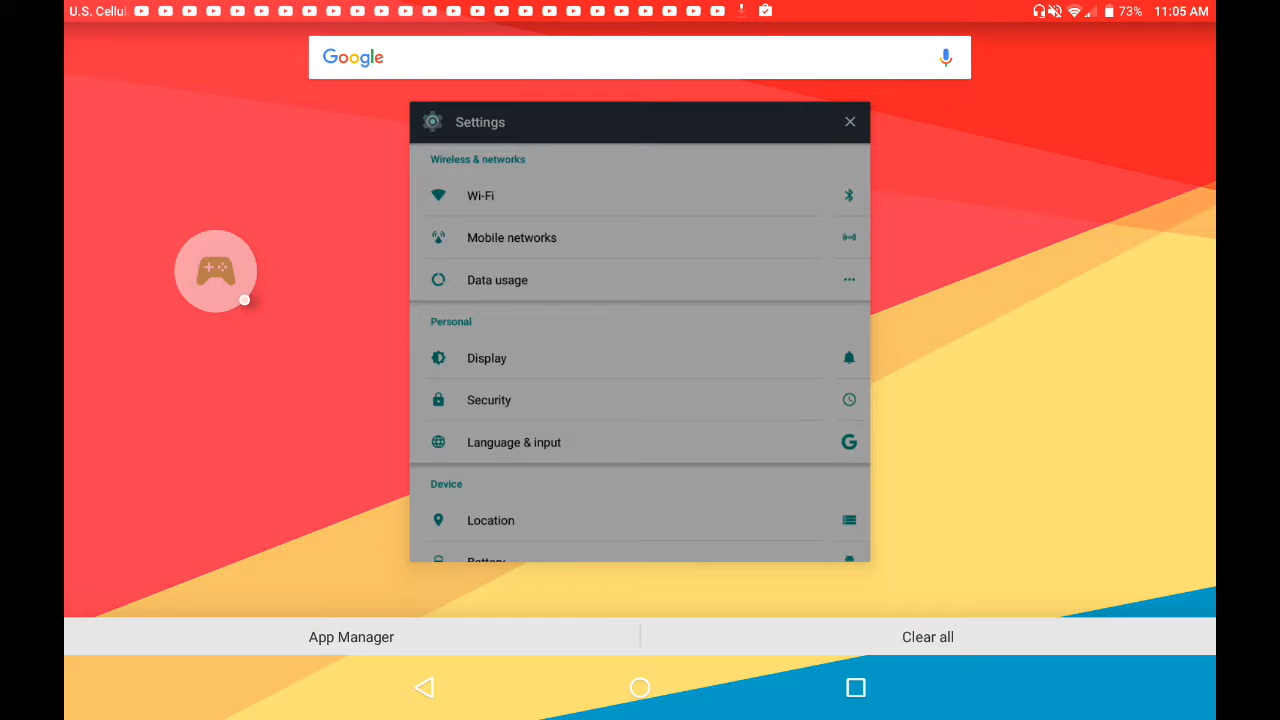 U.S. Cellul
73%
11:05 AM
Google
Settings
Wireless & networks
Wi-Fi
Mobile networks
Data usage
Personal
Display
Security
Language & input
Device
Location
App Manager
Clear all